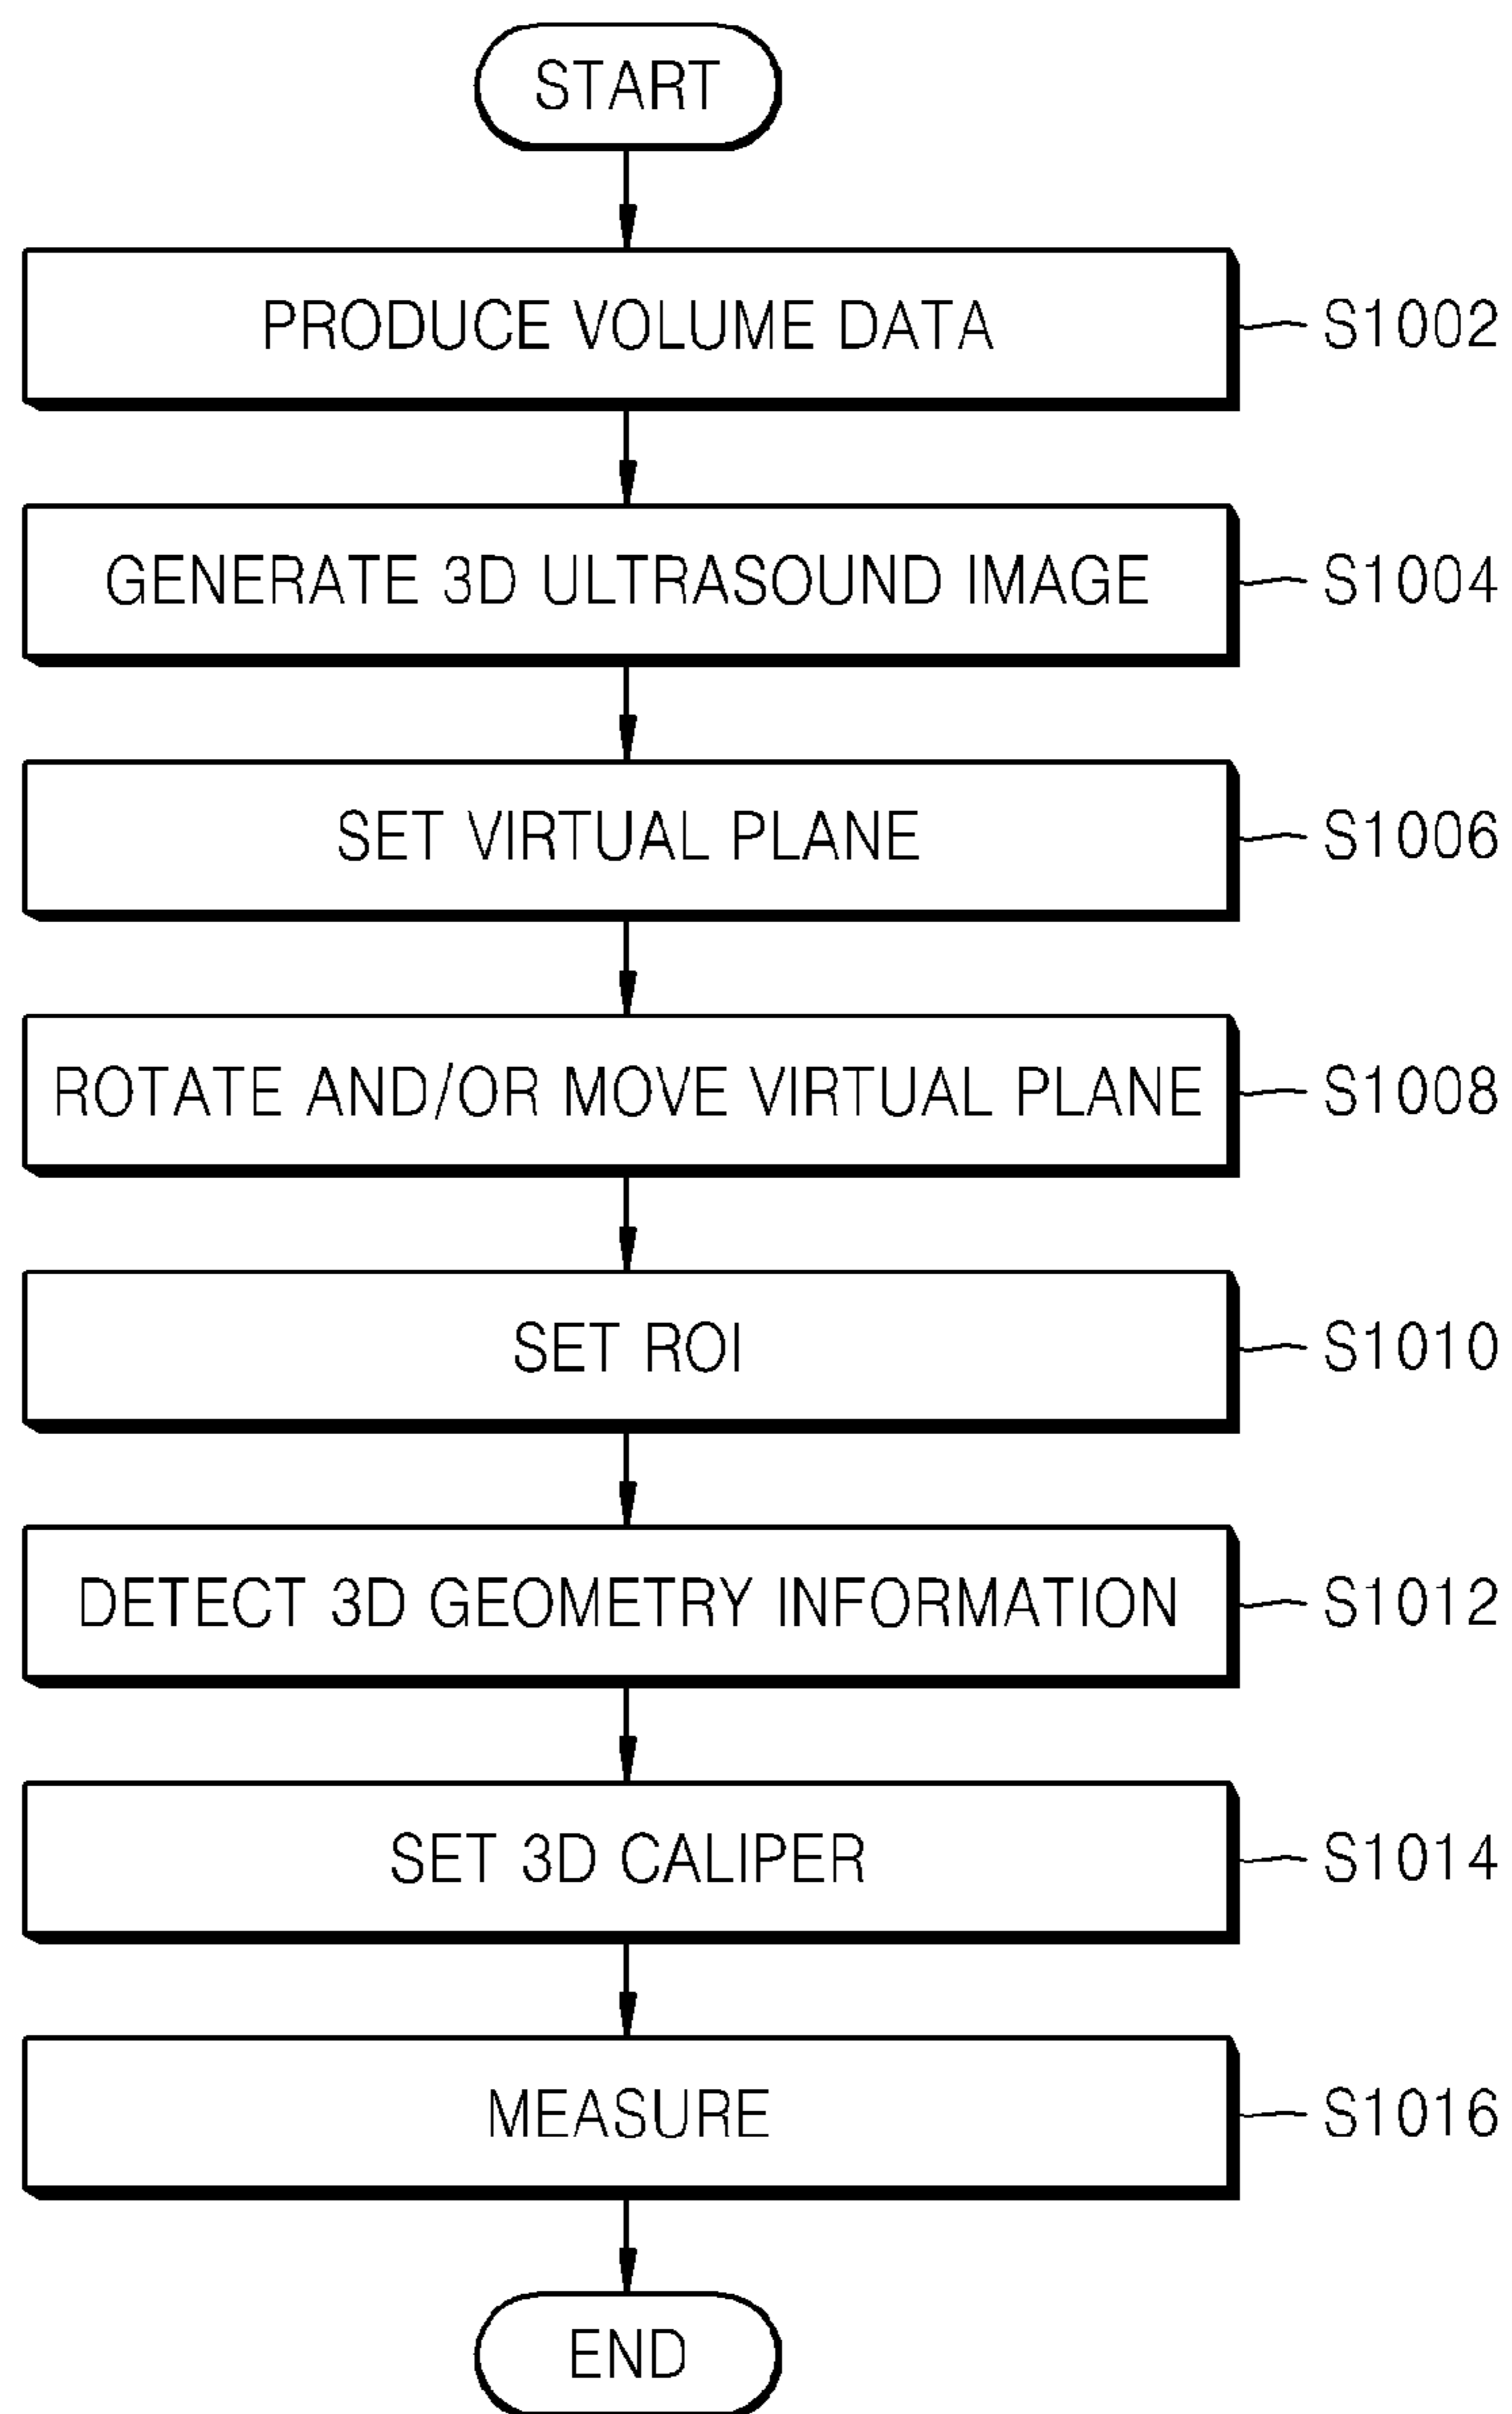 START
PRODUCE VOLUME DATA S1002
GENERATE 3D ULTRASOUND IMAGE S1004
SET VIRTUAL PLANE S1006
ROTATE AND/OR MOVE VIRTUAL PLANE S1008
SET ROI S1010
DETECT 3D GEOMETRY INFORMATION S1012
SET 3D CALIPER S1014
MEASURE S1016
END